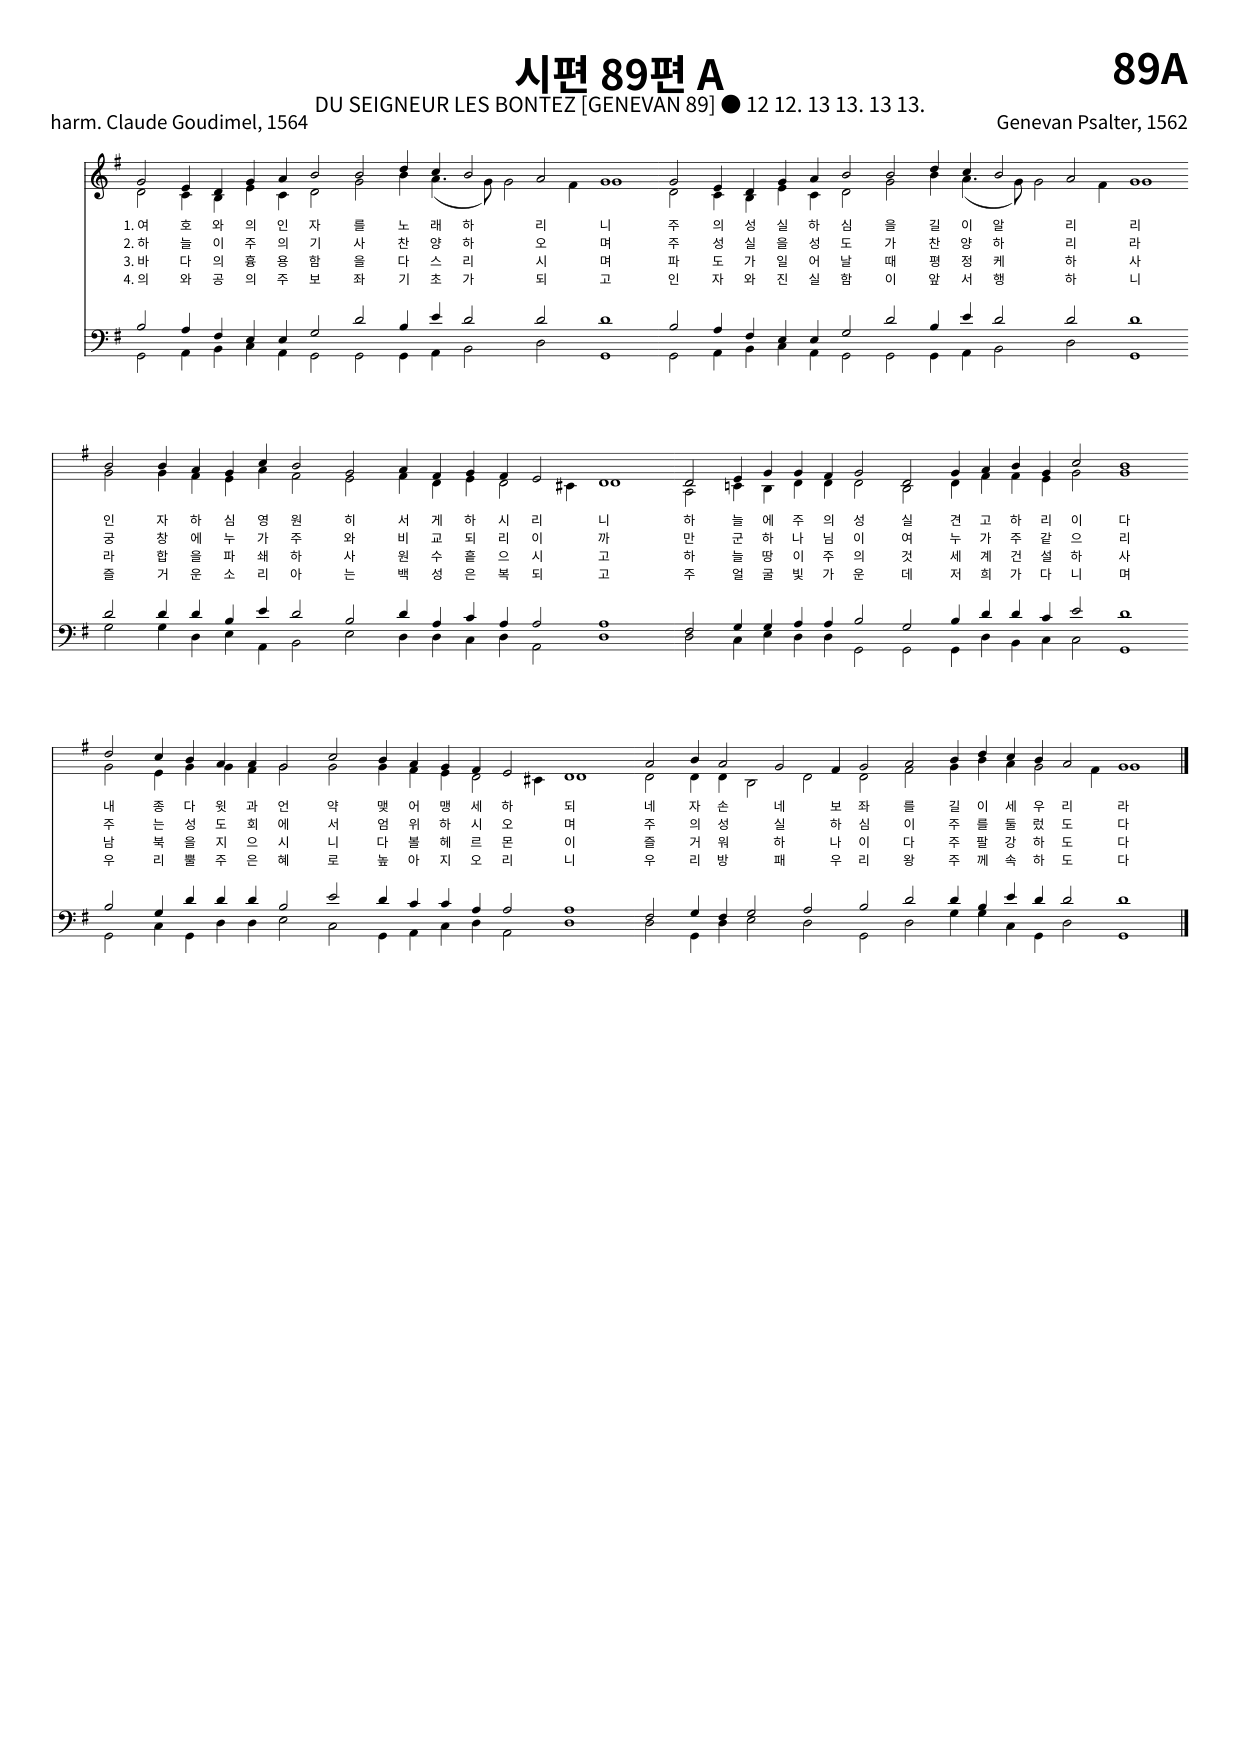 시편 89편 A
89A
DU SEIGNEUR LES BONTEZ [GENEVAN 89] ● 12 12. 13 13. 13 13.
harm. Claude Goudimel, 1564
Genevan Psalter, 1562
1. 여 호 와 의 인 자 를 노 래 하 리 니 주 의 성 실 하 심 을 길 이 알 리 리
2. 하 늘 이 주 의 기 사 찬 양 하 오 며 주 성 실 을 성 도 가 찬 양 하 리 라
3. 바 다 의 흉 용 함 을 다 스 리 시 며 파 도 가 일 어 날 때 평 정 케 하 사
4. 의 와 공 의 주 보 좌 기 초 가 되 고 인 자 와 진 실 함 이 앞 서 행 하 니
인 자 하 심 영 원 히 서 게 하 시 리 니 하 늘 에 주 의 성 실 견 고 하 리 이 다
궁 창 에 누 가 주 와 비 교 되 리 이 까 만 군 하 나 님 이 여 누 가 주 같 으 리
라 합 을 파 쇄 하 사 원 수 흩 으 시 고 하 늘 땅 이 주 의 것 세 계 건 설 하 사
즐 거 운 소 리 아 는 백 성 은 복 되 고 주 얼 굴 빛 가 운 데 저 희 가 다 니 며
내 종 다 윗 과 언 약 맺 어 맹 세 하 되 네 자 손 네 보 좌 를 길 이 세 우 리 라
주 는 성 도 회 에 서 엄 위 하 시 오 며 주 의 성 실 하 심 이 주 를 둘 렀 도 다
남 북 을 지 으 시 니 다 볼 헤 르 몬 이 즐 거 워 하 나 이 다 주 팔 강 하 도 다
우 리 뿔 주 은 혜 로 높 아 지 오 리 니 우 리 방 패 우 리 왕 주 께 속 하 도 다